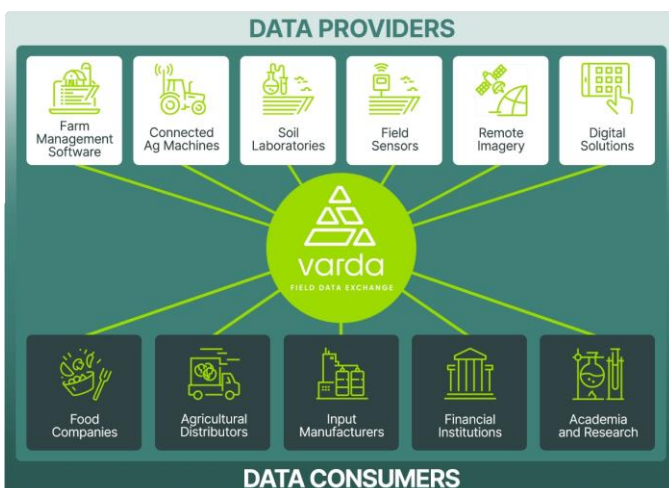 DATA PROVIDERS
Farm
Management
Software
Connected
Ag Machines
Soil
Laboratories
Field
Sensors
Remote
Imagery
Digital
Solutions
varda
FIELD DATA EXCHANGE
Food
Companies
Agricultural
Distributors
Input
Manufacturers
Financial
Institutions
Academia
and Research
DATA CONSUMERS